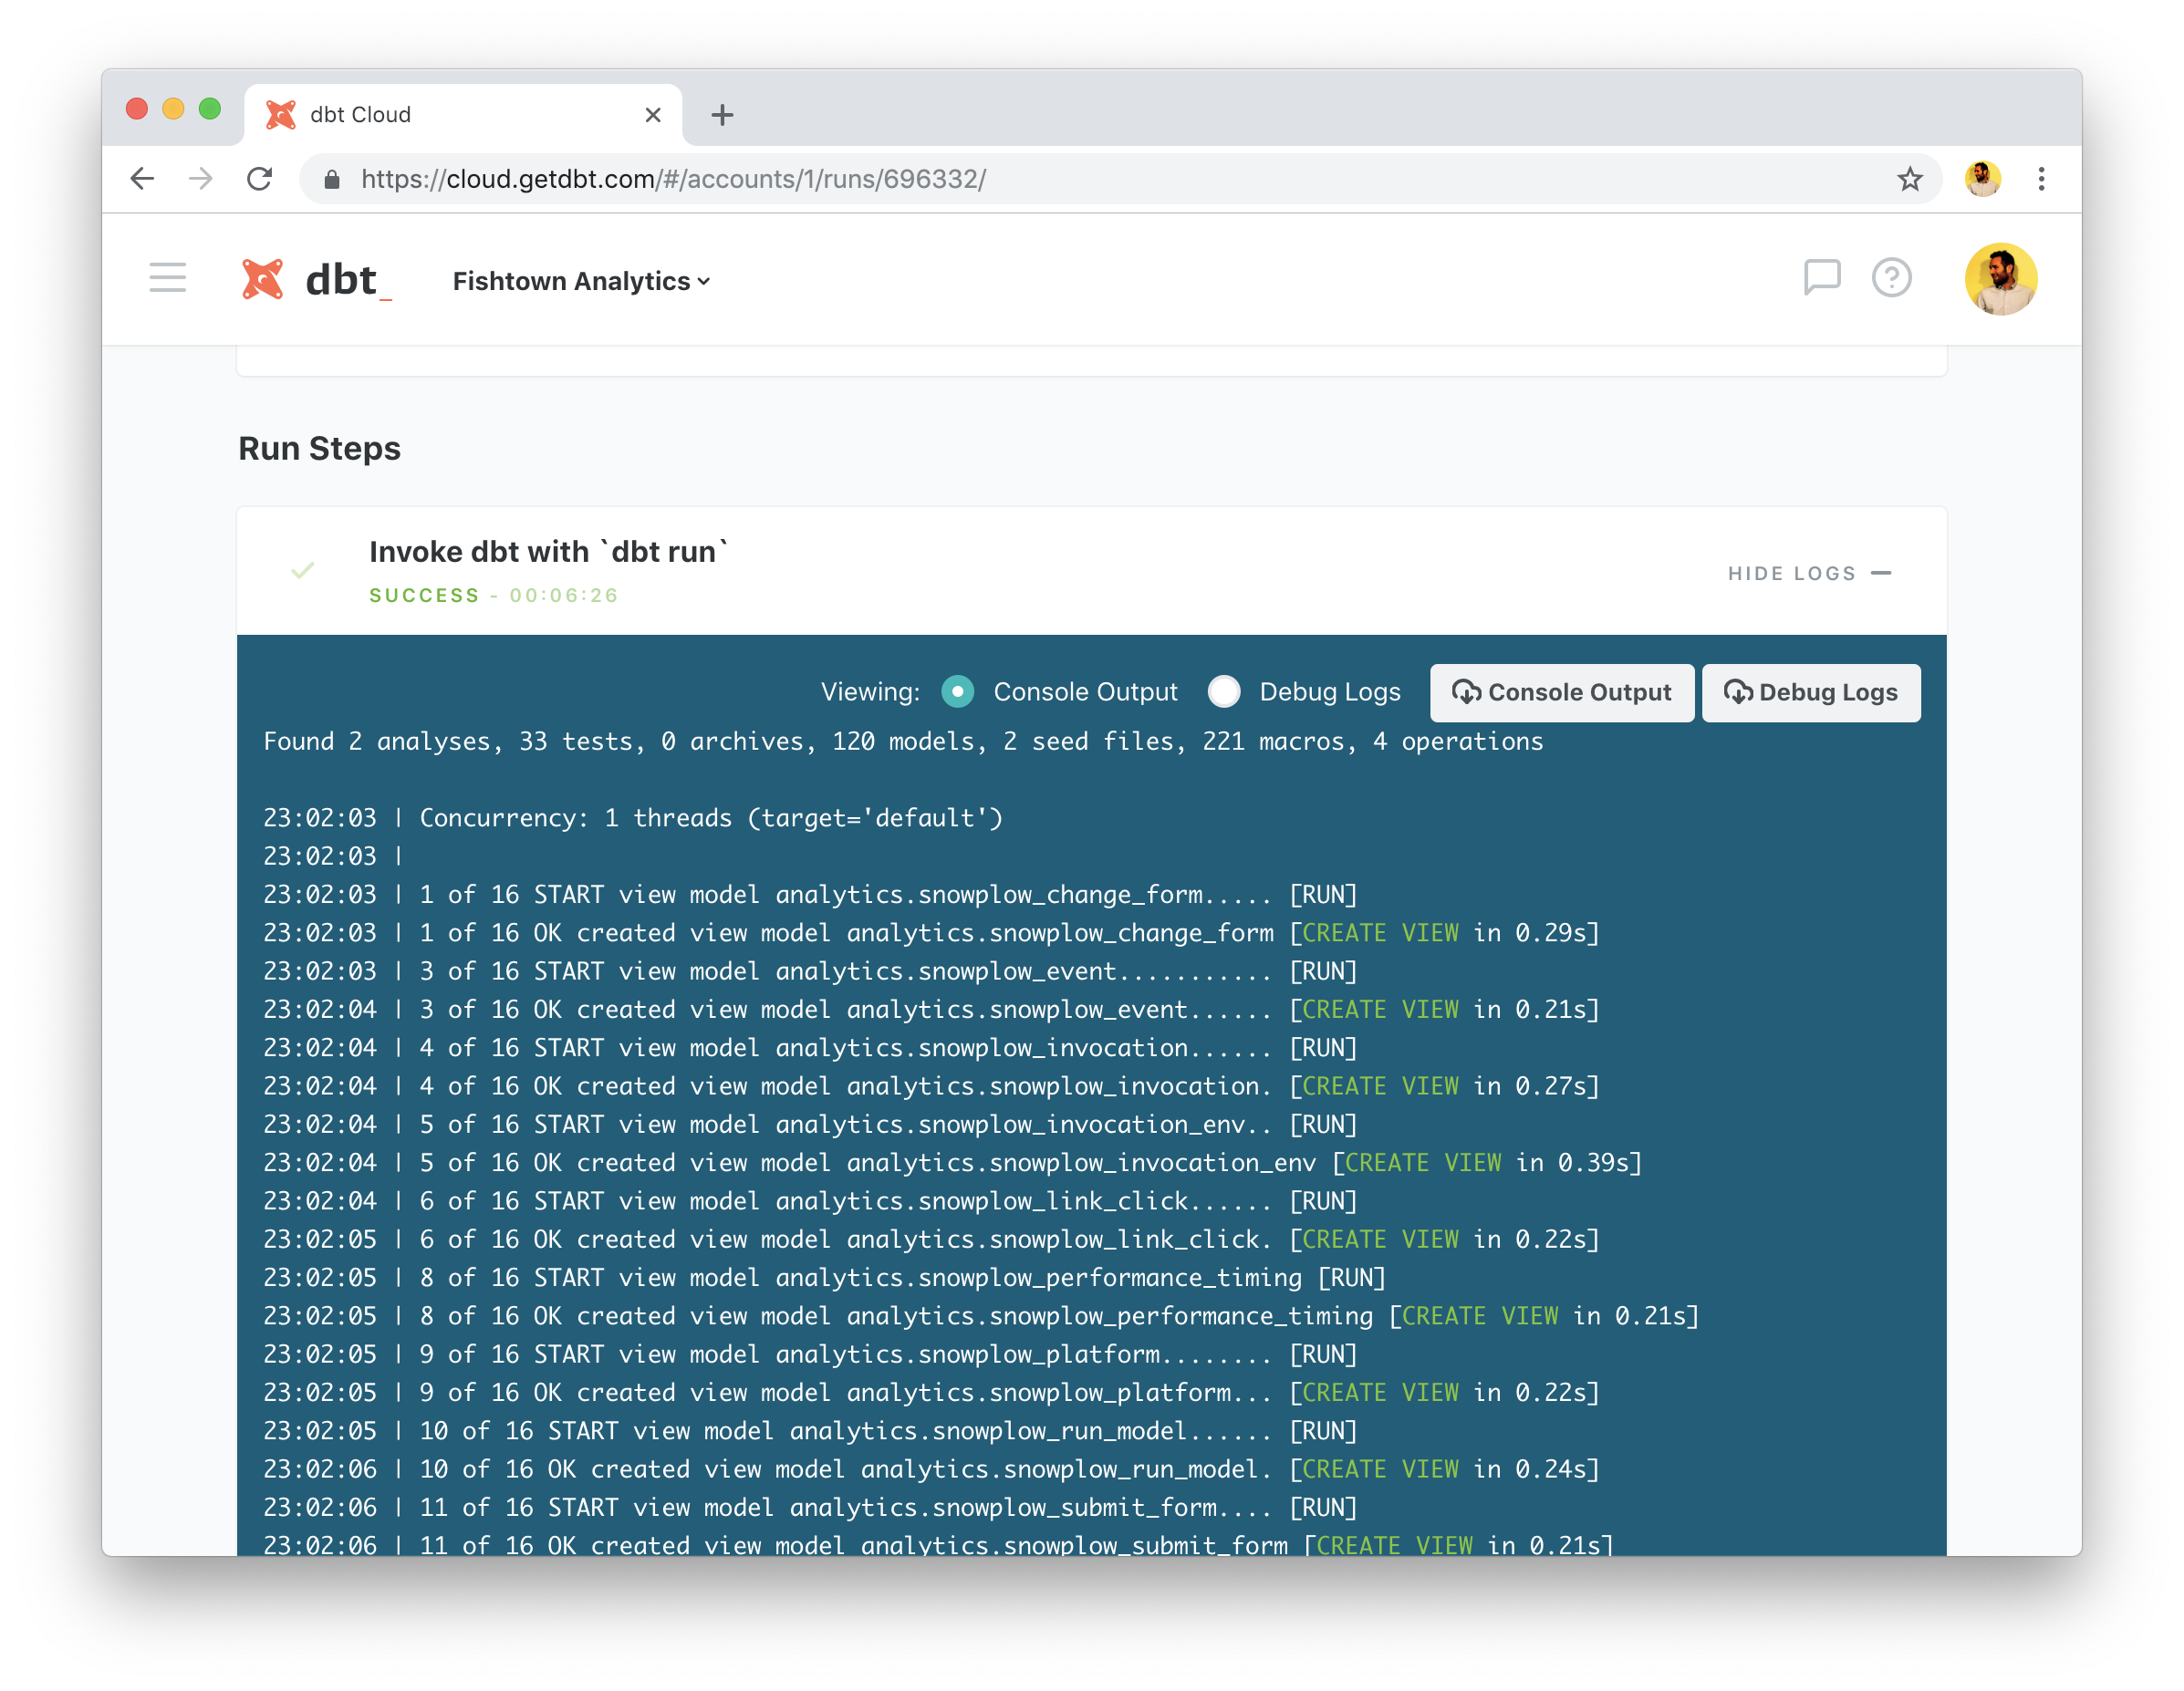 dbt Cloud
https://cloud.getdbt.com/#/accounts/1/runs/696332/
dbt_ Fishtown Analytics
Run Steps
Invoke dbt with `dbt run`
SUCCESS - 00:06:26
HIDE LOGS
Viewing: Console Output Debug Logs Console Output Debug Logs
Found 2 analyses, 33 tests, 0 archives, 120 models, 2 seed files, 221 macros, 4 operations
23:02:03 | Concurrency: 1 threads (target='default')
23:02:03 |
23:02:03 | 1 of 16 START view model analytics.snowplow_change_form..... [RUN]
23:02:03 | 1 of 16 OK created view model analytics.snowplow_change_form [CREATE VIEW in 0.29s]
23:02:03 | 3 of 16 START view model analytics.snowplow_event........... [RUN]
23:02:04 | 3 of 16 OK created view model analytics.snowplow_event...... [CREATE VIEW in 0.21s]
23:02:04 | 4 of 16 START view model analytics.snowplow_invocation...... [RUN]
23:02:04 | 4 of 16 OK created view model analytics.snowplow_invocation. [CREATE VIEW in 0.27s]
23:02:04 | 5 of 16 START view model analytics.snowplow_invocation_env.. [RUN]
23:02:04 | 5 of 16 OK created view model analytics.snowplow_invocation_env [CREATE VIEW in 0.39s]
23:02:04 | 6 of 16 START view model analytics.snowplow_link_click...... [RUN]
23:02:05 | 6 of 16 OK created view model analytics.snowplow_link_click. [CREATE VIEW in 0.22s]
23:02:05 | 8 of 16 START view model analytics.snowplow_performance_timing [RUN]
23:02:05 | 8 of 16 OK created view model analytics.snowplow_performance_timing [CREATE VIEW in 0.21s]
23:02:05 | 9 of 16 START view model analytics.snowplow_platform........ [RUN]
23:02:05 | 9 of 16 OK created view model analytics.snowplow_platform... [CREATE VIEW in 0.22s]
23:02:05 | 10 of 16 START view model analytics.snowplow_run_model...... [RUN]
23:02:06 | 10 of 16 OK created view model analytics.snowplow_run_model. [CREATE VIEW in 0.24s]
23:02:06 | 11 of 16 START view model analytics.snowplow_submit_form.... [RUN]
23:02:06 | 11 of 16 OK created view model analytics.snowplow_submit_form [CREATE VIEW in 0.21s]